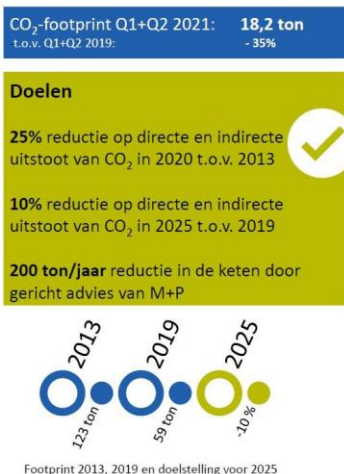 CO₂-footprint Q1+Q2 2021: 18,2 ton
t.o.v. Q1+Q2 2019: - 35%
Doelen
25% reductie op directe en indirecte
uitstoot van CO₂ in 2020 t.o.v. 2013
10% reductie op directe en indirecte
uitstoot van CO₂ in 2025 t.o.v. 2019
200 ton/jaar reductie in de keten door
gericht advies van M+P
2013
2019
2025
123 ton
59 ton
-10 %
Footprint 2013, 2019 en doelstelling voor 2025